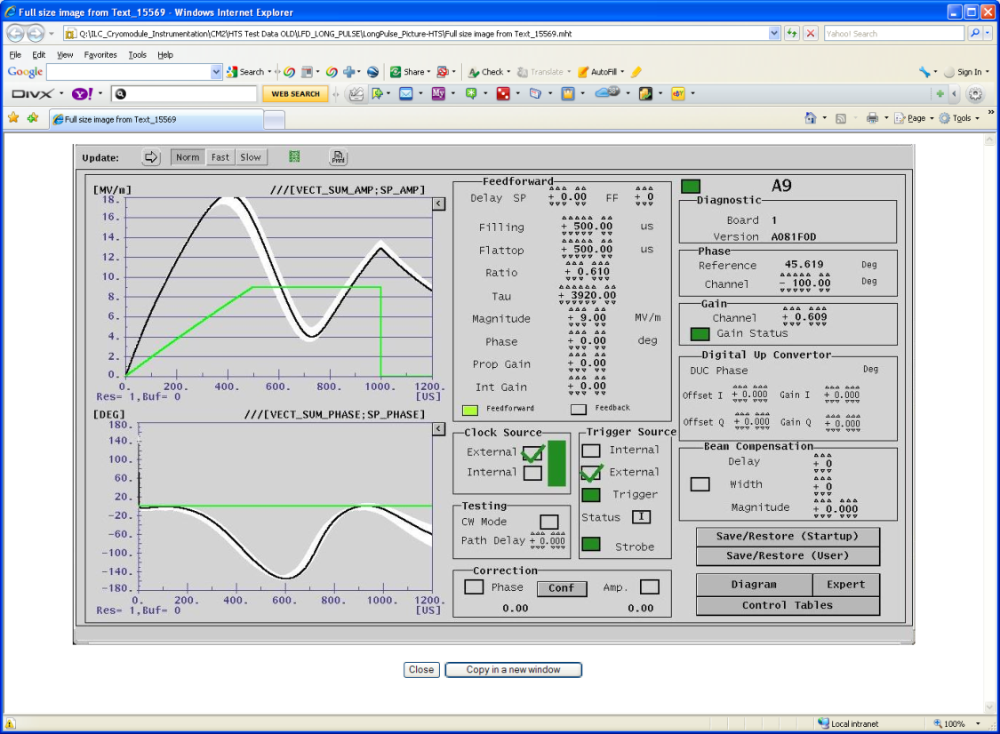 Full size image from Text_15569 - Windows Internet Explorer
Q:\ILC_Cryomodule_Instrumentation\CM2\HTS Test Data OLD\LFD_LONG_PULSE\LongPulse_Picture-HTS\Full size image from Text_15569.mht
Yahoo! Search
File Edit View Favorites Tools Help
Google Search Share Check Translate AutoFill Sign In
DIVX Y! WEB SEARCH My eBY
Full size image from Text_15569 Page Tools »
Update: Norm Fast Slow Print
[MV/m] ///[VECT_SUM_AMP;SP_AMP]
18.
16.
14.
12.
10.
8.
6.
4.
2.
0.
0. 200. 400. 600. 800. 1000. 1200.
Res= 1,Buf= 0 [US]
[DEG] ///[VECT_SUM_PHASE;SP_PHASE]
180.
140.
100.
60.
20.
-20.
-60.
-100.
-140.
-180.
0. 200. 400. 600. 800. 1000. 1200.
Res= 1,Buf= 0 [US]
Feedforward
Delay SP + 0.00 FF + 0
Filling + 500.00 us
Flattop + 500.00 us
Ratio + 0.610
Tau + 3920.00
Magnitude + 9.00 MV/m
Phase + 0.00 deg
Prop Gain + 0.00
Int Gain + 0.00
Feedforward Feedback
Clock Source
External
Internal
Testing
CW Mode
Path Delay + 0.000
Trigger Source
Internal
External
Trigger
Status I
Strobe
Correction
Phase Conf Amp.
0.00 0.00
A9
Diagnostic
Board 1
Version A081F0D
Phase
Reference 45.619 Deg
Channel - 100.00 Deg
Gain
Channel + 0.609
Gain Status
Digital Up Convertor
DUC Phase Deg
Offset I + 0.000 Gain I + 0.000
Offset Q + 0.000 Gain Q + 0.000
Beam Compensation
Delay + 0
Width + 0
Magnitude + 0.000
Save/Restore (Startup)
Save/Restore (User)
Diagram Expert
Control Tables
Close Copy in a new window
Local intranet 100%